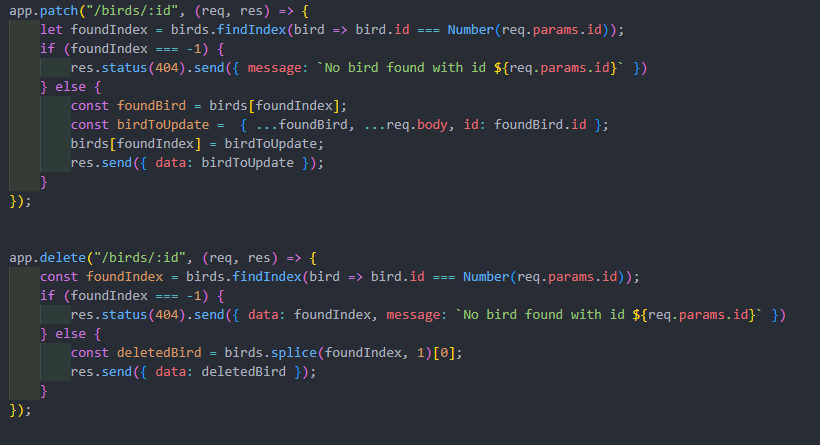 app.patch("/birds/:id", (req, res) => {
    let foundIndex = birds.findIndex(bird => bird.id === Number(req.params.id));
    if (foundIndex === -1) {
        res.status(404).send({ message: `No bird found with id ${req.params.id}` })
    } else {
        const foundBird = birds[foundIndex];
        const birdToUpdate =  { ...foundBird, ...req.body, id: foundBird.id };
        birds[foundIndex] = birdToUpdate;
        res.send({ data: birdToUpdate });
    }
});
app.delete("/birds/:id", (req, res) => {
    const foundIndex = birds.findIndex(bird => bird.id === Number(req.params.id));
    if (foundIndex === -1) {
        res.status(404).send({ data: foundIndex, message: `No bird found with id ${req.params.id}` })
    } else {
        const deletedBird = birds.splice(foundIndex, 1)[0];
        res.send({ data: deletedBird });
    }
});